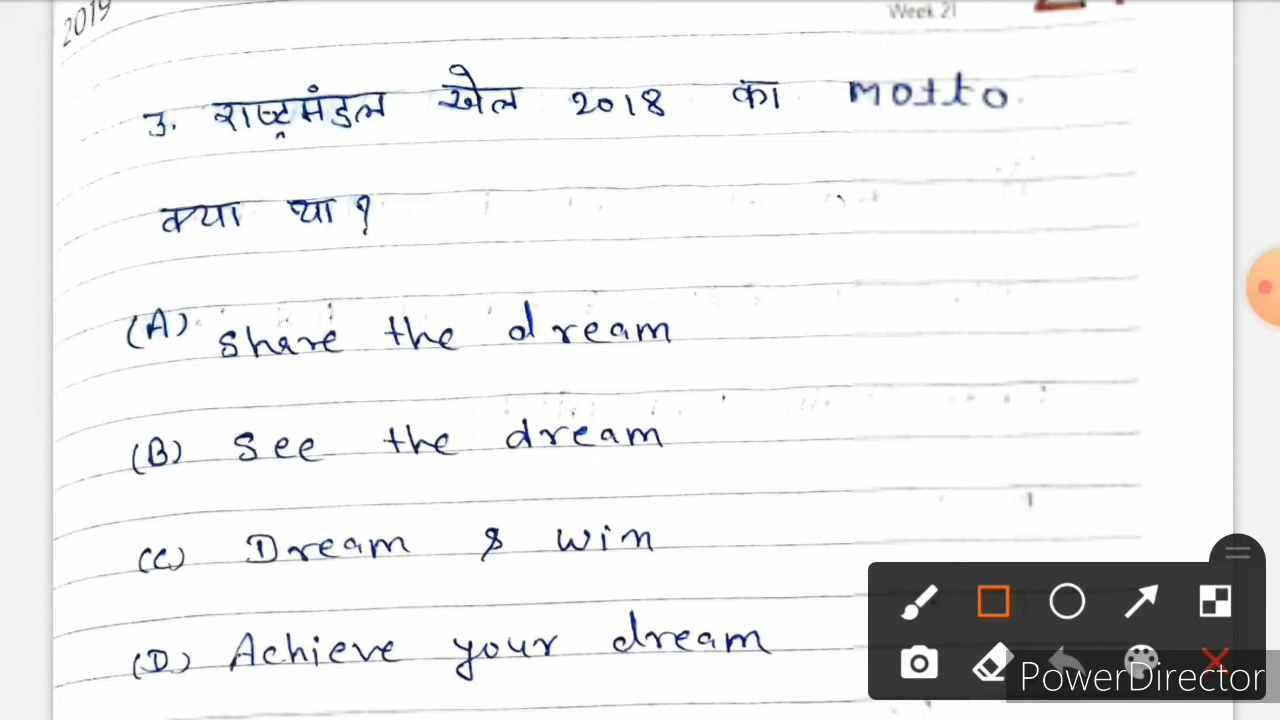 2019
Week 21
3. राष्ट्रमंडल खेल 2018 का motto
क्या था ?
(A) share the dream
(B) see the dream
(C) Dream & win
(D) Achieve your dream
PowerDirector